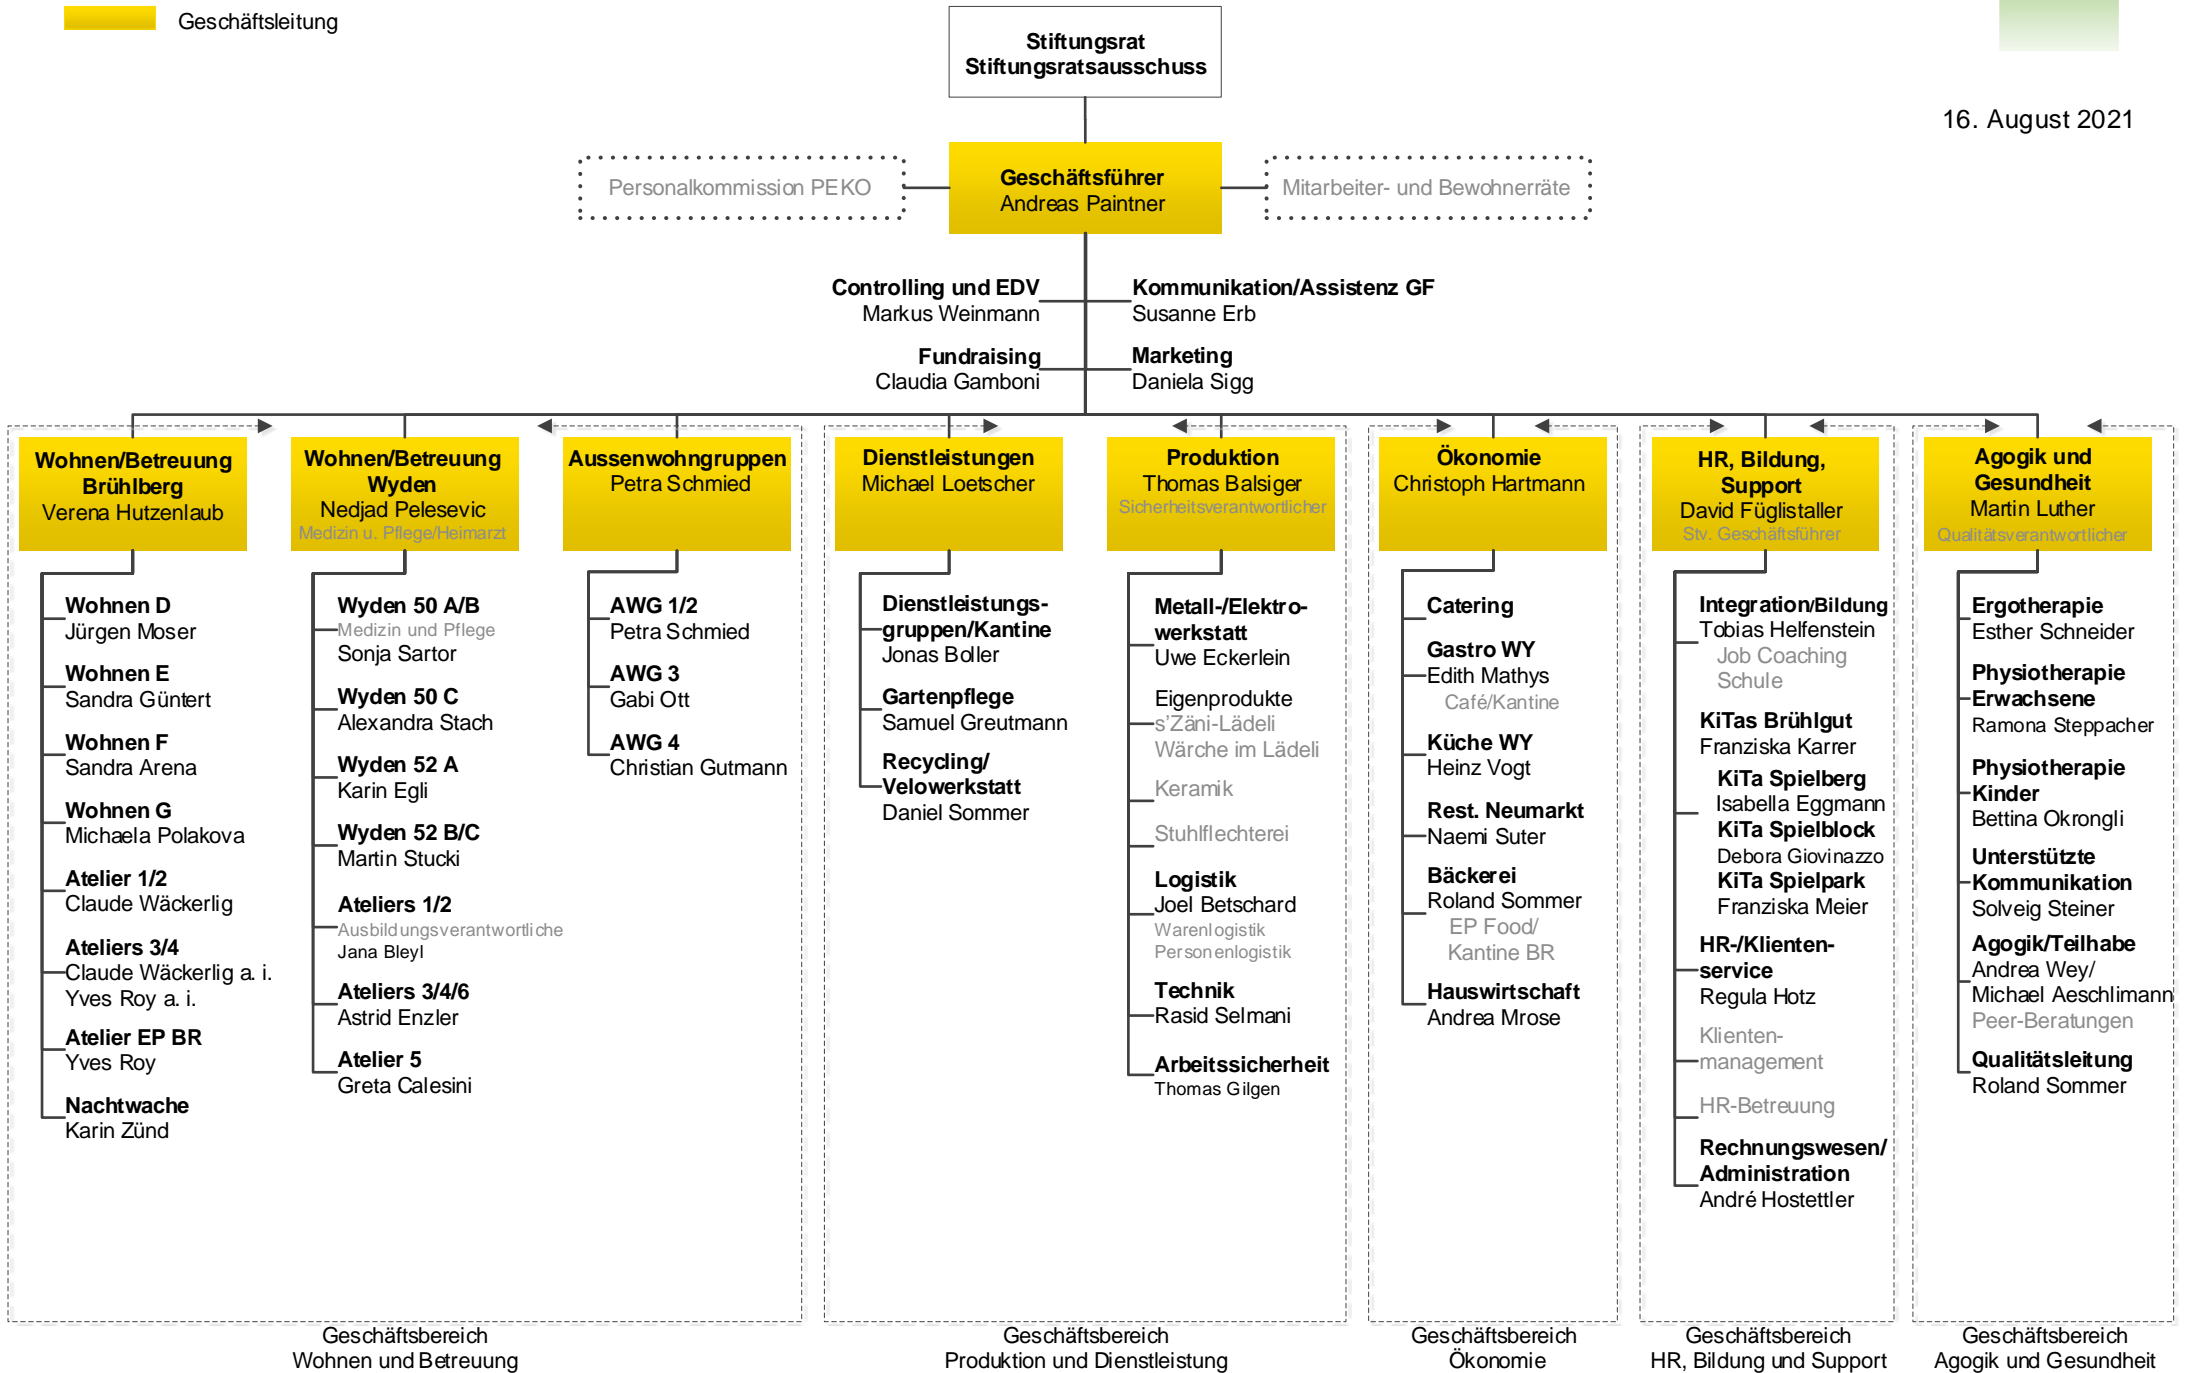 Geschäftsleitung
Stiftungsrat
Stiftungsratsausschuss
16. August 2021
Personalkommission PEKO
Geschäftsführer
Andreas Paintner
Mitarbeiter- und Bewohnerräte
Controlling und EDV
Markus Weinmann
Kommunikation/Assistenz GF
Susanne Erb
Fundraising
Claudia Gamboni
Marketing
Daniela Sigg
Wohnen/Betreuung
Brühlberg
Verena Hutzenlaub
Wohnen D
Jürgen Moser
Wohnen E
Sandra Güntert
Wohnen F
Sandra Arena
Wohnen G
Michaela Polakova
Atelier 1/2
Claude Wäckerlig
Ateliers 3/4
Claude Wäckerlig a. i.
Yves Roy a. i.
Atelier EP BR
Yves Roy
Nachtwache
Karin Zünd
Wohnen/Betreuung
Wyden
Nedjad Pelesevic
Medizin u. Pflege/Heimarzt
Wyden 50 A/B
Medizin und Pflege
Sonja Sartor
Wyden 50 C
Alexandra Stach
Wyden 52 A
Karin Egli
Wyden 52 B/C
Martin Stucki
Ateliers 1/2
Ausbildungsverantwortliche
Jana Bleyl
Ateliers 3/4/6
Astrid Enzler
Atelier 5
Greta Calesini
Aussenwohngruppen
Petra Schmied
AWG 1/2
Petra Schmied
AWG 3
Gabi Ott
AWG 4
Christian Gutmann
Geschäftsbereich
Wohnen und Betreuung
Dienstleistungen
Michael Loetscher
Dienstleistungs-
gruppen/Kantine
Jonas Boller
Gartenpflege
Samuel Greutmann
Recycling/
Velowerkstatt
Daniel Sommer
Produktion
Thomas Balsiger
Sicherheitsverantwortlicher
Metall-/Elektro-
werkstatt
Uwe Eckerlein
Eigenprodukte
s'Zäni-Lädeli
Wärche im Lädeli
Keramik
Stuhlflechterei
Logistik
Joel Betschard
Warenlogistik
Personenlogistik
Technik
Rasid Selmani
Arbeitssicherheit
Thomas Gilgen
Geschäftsbereich
Produktion und Dienstleistung
Ökonomie
Christoph Hartmann
Catering
Gastro WY
Edith Mathys
Café/Kantine
Küche WY
Heinz Vogt
Rest. Neumarkt
Naemi Suter
Bäckerei
Roland Sommer
EP Food/
Kantine BR
Hauswirtschaft
Andrea Mrose
Geschäftsbereich
Ökonomie
HR, Bildung,
Support
David Füglistaller
Stv. Geschäftsführer
Integration/Bildung
Tobias Helfenstein
Job Coaching
Schule
KiTas Brühlgut
Franziska Karrer
KiTa Spielberg
Isabella Eggmann
KiTa Spielblock
Debora Giovinazzo
KiTa Spielpark
Franziska Meier
HR-/Klienten-
service
Regula Hotz
Klienten-
management
HR-Betreuung
Rechnungswesen/
Administration
André Hostettler
Geschäftsbereich
HR, Bildung und Support
Agogik und
Gesundheit
Martin Luther
Qualitätsverantwortlicher
Ergotherapie
Esther Schneider
Physiotherapie
Erwachsene
Ramona Steppacher
Physiotherapie
Kinder
Bettina Okrongli
Unterstützte
Kommunikation
Solveig Steiner
Agogik/Teilhabe
Andrea Wey/
Michael Aeschlimann
Peer-Beratungen
Qualitätsleitung
Roland Sommer
Geschäftsbereich
Agogik und Gesundheit